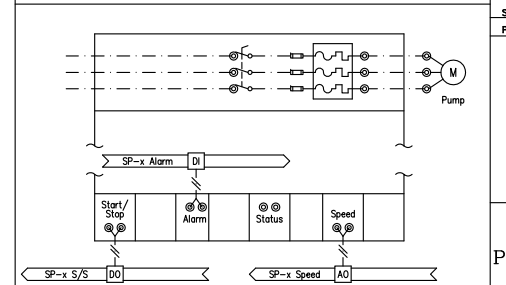 S
F
M
Pump
SP-x Alarm DI
Start/
Stop
Alarm
Status
Speed
SP-x S/S DO
SP-x Speed AO
P